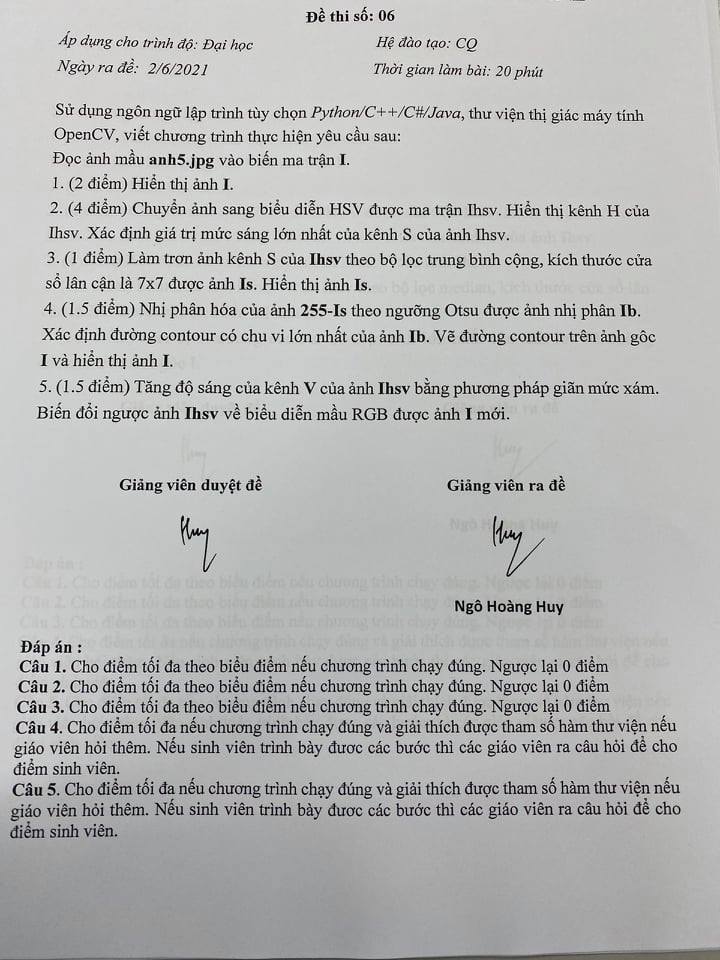 Đề thi số: 06
Áp dụng cho trình độ: Đại học Hệ đào tạo: CQ
Ngày ra đề: 2/6/2021 Thời gian làm bài: 20 phút
Sử dụng ngôn ngữ lập trình tùy chọn Python/C++/C#/Java, thư viện thị giác máy tính
OpenCV, viết chương trình thực hiện yêu cầu sau:
Đọc ảnh mầu anh5.jpg vào biến ma trận I.
1. (2 điểm) Hiển thị ảnh I.
2. (4 điểm) Chuyển ảnh sang biểu diễn HSV được ma trận Ihsv. Hiển thị kênh H của
Ihsv. Xác định giá trị mức sáng lớn nhất của kênh S của ảnh Ihsv.
3. (1 điểm) Làm trơn ảnh kênh S của Ihsv theo bộ lọc trung bình cộng, kích thước cửa
sổ lân cận là 7x7 được ảnh Is. Hiển thị ảnh Is.
4. (1.5 điểm) Nhị phân hóa của ảnh 255-Is theo ngưỡng Otsu được ảnh nhị phân Ib.
Xác định đường contour có chu vi lớn nhất của ảnh Ib. Vẽ đường contour trên ảnh gôc
I và hiển thị ảnh I.
5. (1.5 điểm) Tăng độ sáng của kênh V của ảnh Ihsv bằng phương pháp giãn mức xám.
Biến đổi ngược ảnh Ihsv về biểu diễn mầu RGB được ảnh I mới.
Giảng viên duyệt đề Giảng viên ra đề
Huy Huy
Ngô Hoàng Huy
Đáp án :
Câu 1. Cho điểm tối đa theo biểu điểm nếu chương trình chạy đúng. Ngược lại 0 điểm
Câu 2. Cho điểm tối đa theo biểu điểm nếu chương trình chạy đúng. Ngược lại 0 điểm
Câu 3. Cho điểm tối đa theo biểu điểm nếu chương trình chạy đúng. Ngược lại 0 điểm
Câu 4. Cho điểm tối đa nếu chương trình chạy đúng và giải thích được tham số hàm thư viện nếu
giáo viên hỏi thêm. Nếu sinh viên trình bày đươc các bước thì các giáo viên ra câu hỏi để cho
điểm sinh viên.
Câu 5. Cho điểm tối đa nếu chương trình chạy đúng và giải thích được tham số hàm thư viện nếu
giáo viên hỏi thêm. Nếu sinh viên trình bày đươc các bước thì các giáo viên ra câu hỏi để cho
điểm sinh viên.